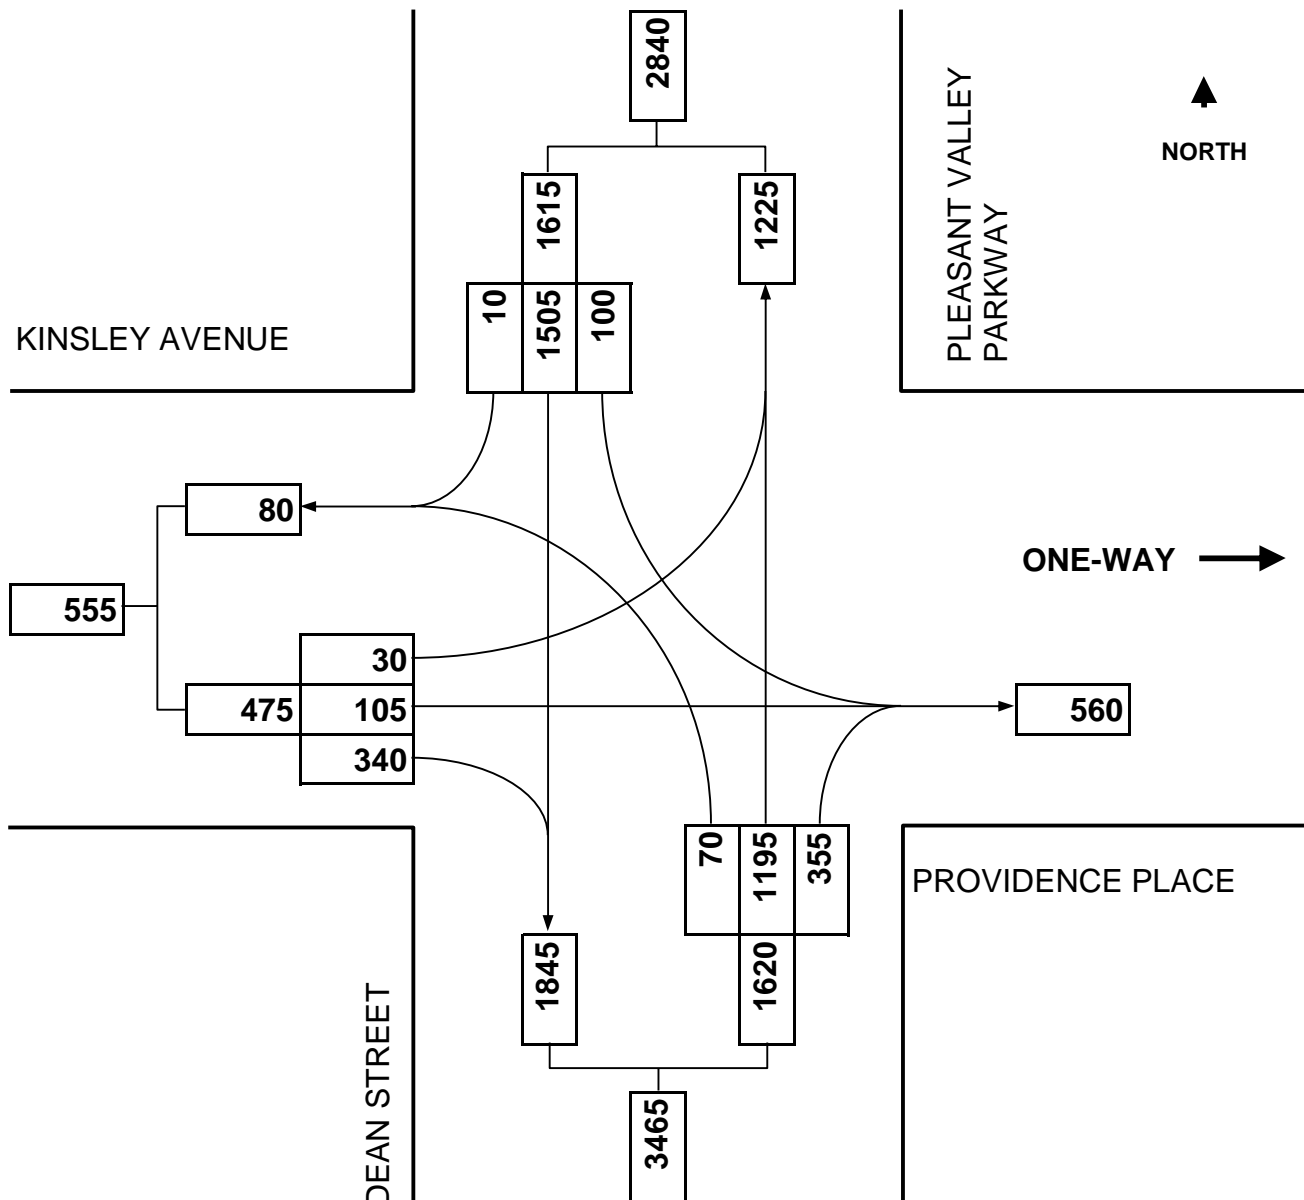 2840
PLEASANT VALLEY
PARKWAY
NORTH
1615
1225
10
1505
100
KINSLEY AVENUE
80
ONE-WAY
555
30
475
105
560
340
70
1195
355
PROVIDENCE PLACE
1845
1620
DEAN STREET
3465